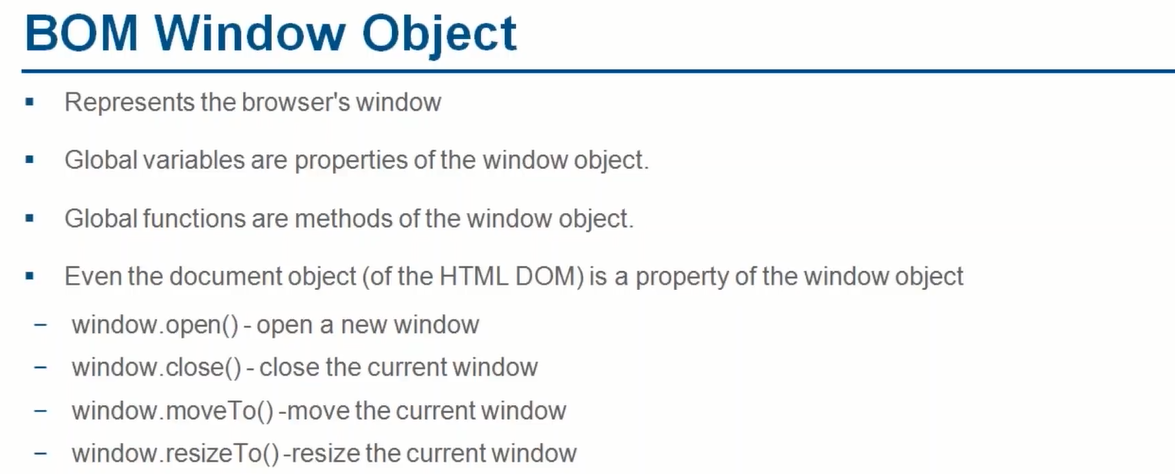 BOM Window Object
▪ Represents the browser's window
▪ Global variables are properties of the window object.
▪ Global functions are methods of the window object.
▪ Even the document object (of the HTML DOM) is a property of the window object
– window.open() - open a new window
– window.close() - close the current window
– window.moveTo() -move the current window
– window.resizeTo() -resize the current window